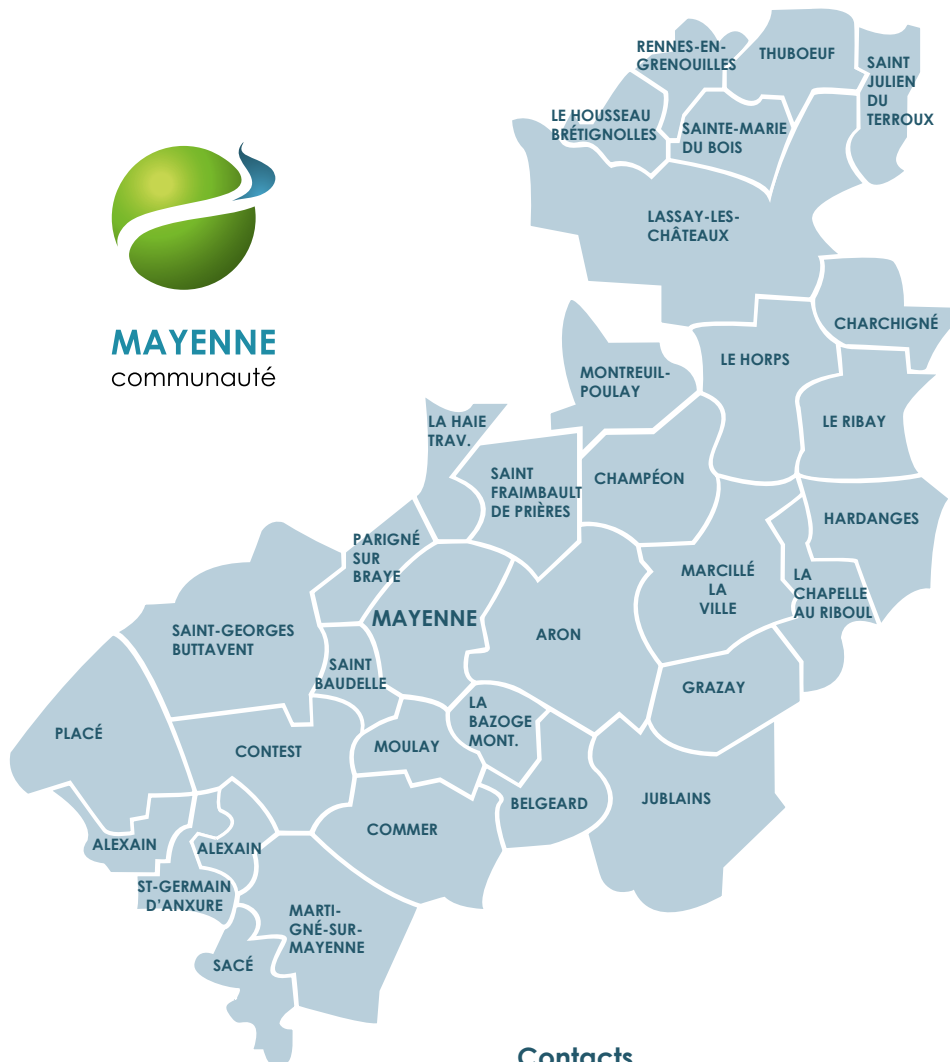 RENNES-EN-
GRENOUILLES
THUBOEUF
SAINT
JULIEN
DU
TERROUX
LE HOUSSEAU
BRÉTIGNOLLES
SAINTE-MARIE
DU BOIS
LASSAY-LES-
CHÂTEAUX
MAYENNE
communauté
CHARCHIGNÉ
LE HORPS
MONTREUIL-
POULAY
LA HAIE
TRAV.
LE RIBAY
SAINT
FRAIMBAULT
DE PRIÈRES
CHAMPÉON
HARDANGES
PARIGNÉ
SUR
BRAYE
MARCILLÉ
LA
VILLE
LA
CHAPELLE
AU RIBOUL
MAYENNE
SAINT-GEORGES
BUTTAVENT
ARON
SAINT
BAUDELLE
GRAZAY
LA
BAZOGE
MONT.
PLACÉ
CONTEST
MOULAY
BELGEARD
JUBLAINS
COMMER
ALEXAIN
ALEXAIN
ST-GERMAIN
D'ANXURE
MARTI-
GNÉ-SUR-
MAYENNE
SACÉ
Contacts